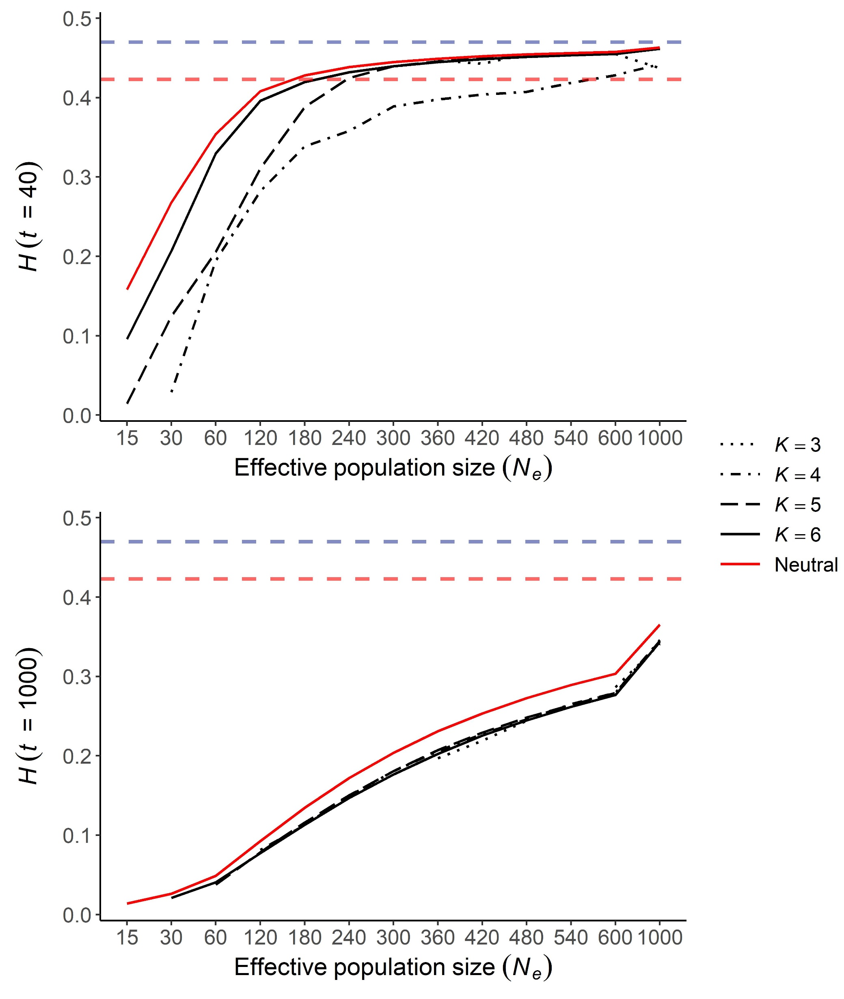 0.5
0.4
0.3
0.2
0.1
0.0
H (t = 40)
15 30 60 120 180 240 300 360 420 480 540 600 1000
Effective population size (Ne)
K = 3
K = 4
K = 5
K = 6
Neutral
0.5
0.4
0.3
0.2
0.1
0.0
H (t = 1000)
15 30 60 120 180 240 300 360 420 480 540 600 1000
Effective population size (Ne)